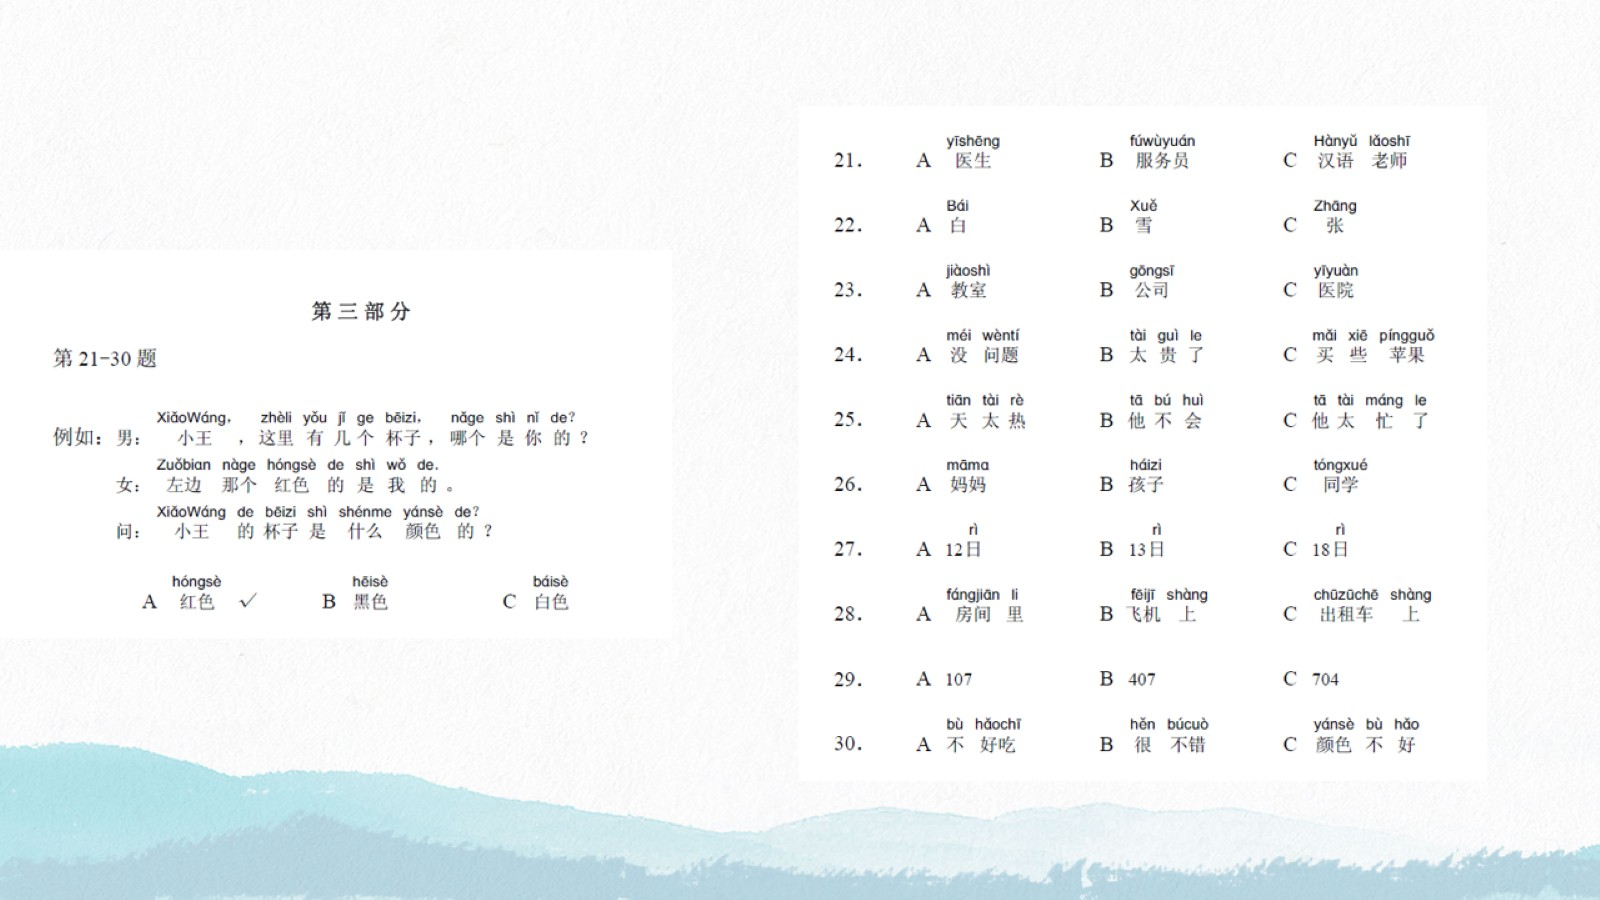 第三部分
第 21-30 题
XiǎoWáng， zhèli yǒu jǐ ge bēizi， nǎge shì nǐ de？
例如：男： 小王 ，这里 有 几 个 杯子 ，哪个 是 你 的 ？
Zuǒbian nàge hóngsè de shì wǒ de．
女： 左边 那个 红色 的 是 我 的 。
XiǎoWáng de bēizi shì shénme yánsè de？
问： 小王 的 杯子 是 什么 颜色 的 ？
hóngsè hēisè báisè
A 红色 ✓ B 黑色 C 白色
yīshēng fúwùyuán Hànyǔ lǎoshī
21． A 医生 B 服务员 C 汉语 老师
Bái Xuě Zhāng
22． A 白 B 雪 C 张
jiàoshì gōngsī yīyuàn
23． A 教室 B 公司 C 医院
méi wèntí tài guì le mǎi xiē píngguǒ
24． A 没 问题 B 太 贵 了 C 买 些 苹果
tiān tài rè tā bú huì tā tài máng le
25． A 天 太 热 B 他 不 会 C 他 太 忙 了
māma háizi tóngxué
26． A 妈妈 B 孩子 C 同学
rì rì rì
27． A 12日 B 13日 C 18日
fángjiān li fēijī shàng chūzūchē shàng
28． A 房间 里 B 飞机 上 C 出租车 上
29． A 107 B 407 C 704
bù hǎochī hěn búcuò yánsè bù hǎo
30． A 不 好吃 B 很 不错 C 颜色 不 好